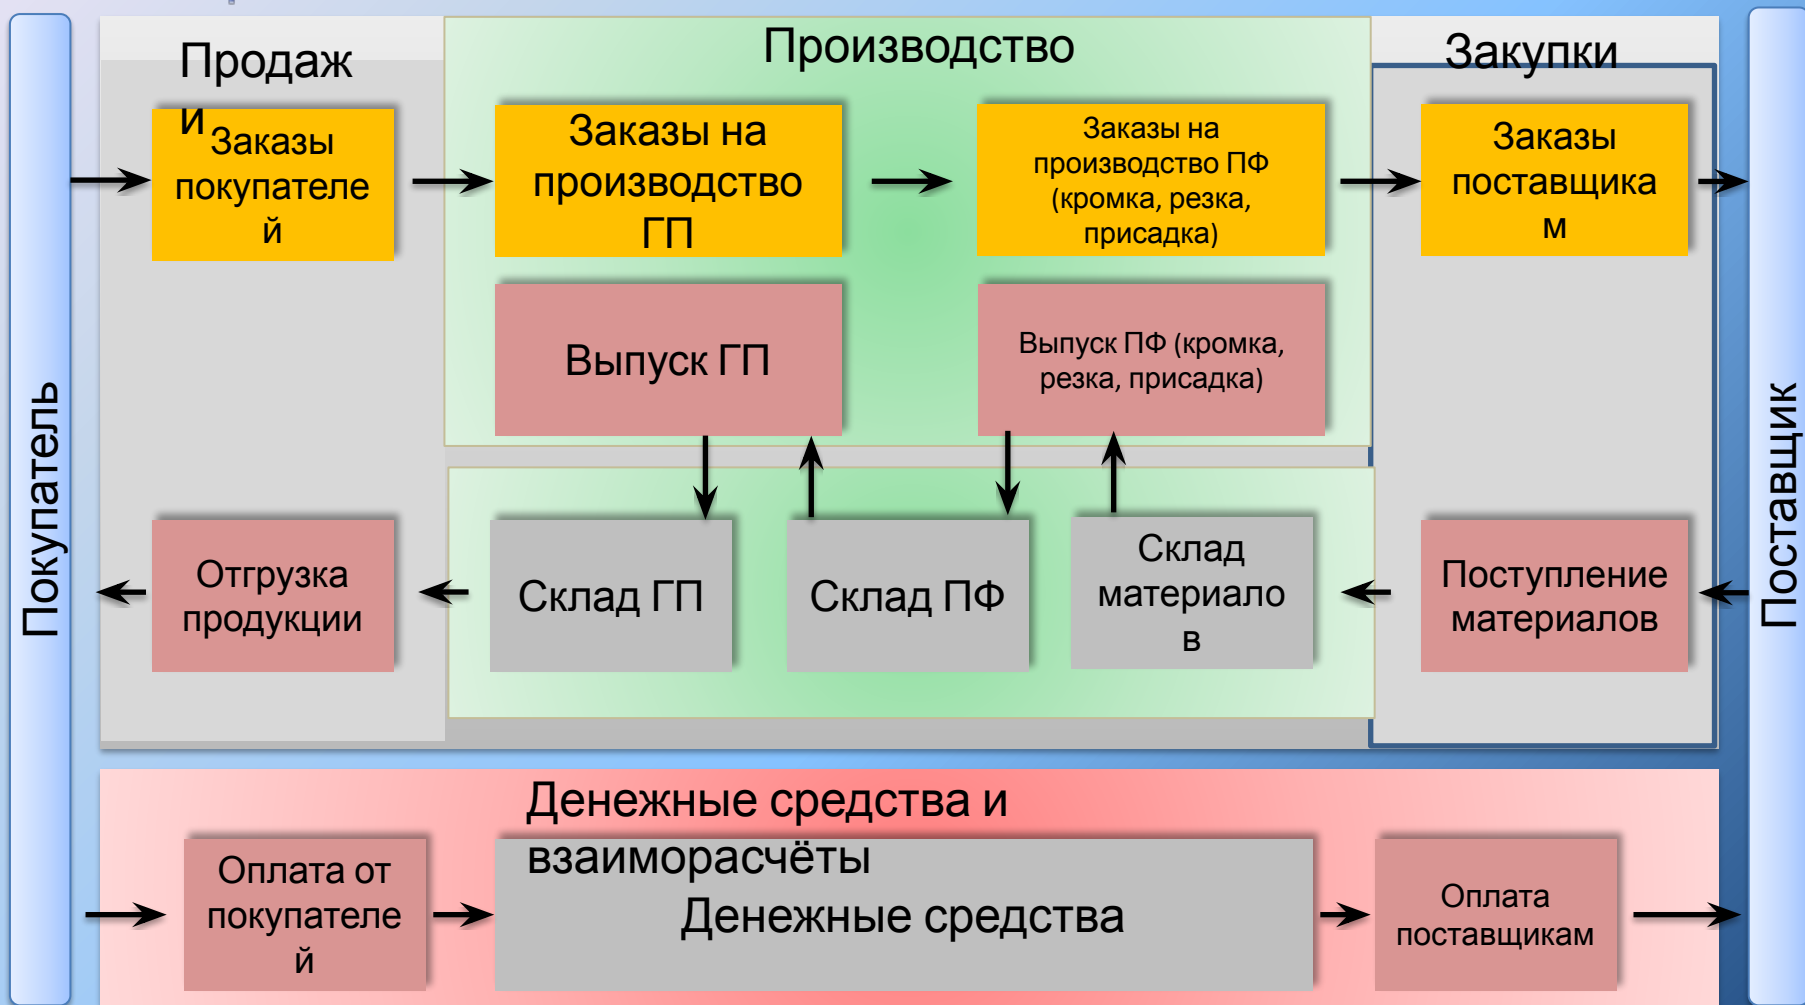 Продаж
и
Производство
Закупки
Заказы
покупателе
й
Заказы на
производство
ГП
Заказы на
производство ПФ
(кромка, резка,
присадка)
Заказы
поставщика
м
Выпуск ГП
Выпуск ПФ (кромка,
резка, присадка)
Покупатель
Поставщик
Отгрузка
продукции
Склад ГП
Склад ПФ
Склад
материало
в
Поступление
материалов
Денежные средства и
взаиморасчёты
Оплата от
покупателе
й
Денежные средства
Оплата
поставщикам